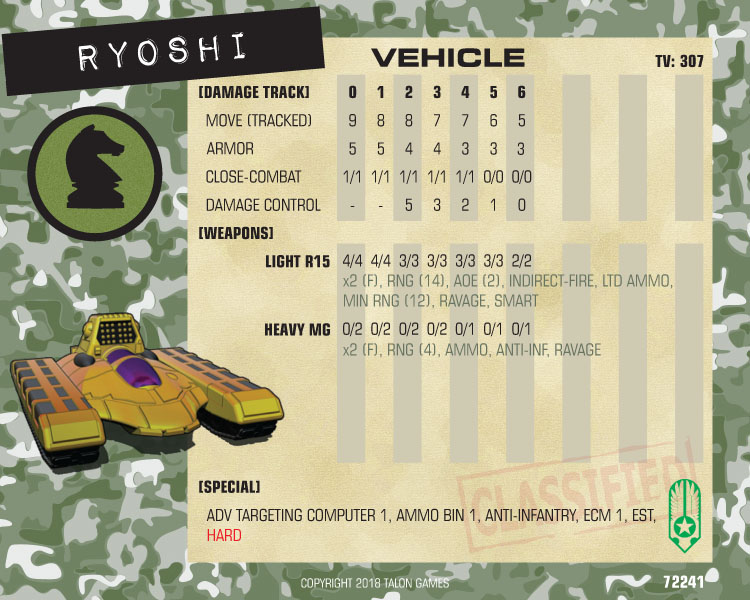 RYOSHI
VEHICLE TV: 307
[DAMAGE TRACK] 0 1 2 3 4 5 6
MOVE (TRACKED) 9 8 8 7 7 6 5
ARMOR 5 5 4 4 3 3 3
CLOSE-COMBAT 1/1 1/1 1/1 1/1 1/1 0/0 0/0
DAMAGE CONTROL - - 5 3 2 1 0
[WEAPONS]
LIGHT R15 4/4 4/4 3/3 3/3 3/3 3/3 2/2
x2 (F), RNG (14), AOE (2), INDIRECT-FIRE, LTD AMMO,
MIN RNG (12), RAVAGE, SMART
HEAVY MG 0/2 0/2 0/2 0/2 0/1 0/1 0/1
x2 (F), RNG (4), AMMO, ANTI-INF, RAVAGE
[SPECIAL]
CLASSIFIED
ADV TARGETING COMPUTER 1, AMMO BIN 1, ANTI-INFANTRY, ECM 1, EST,
HARD
COPYRIGHT 2018 TALON GAMES
72241